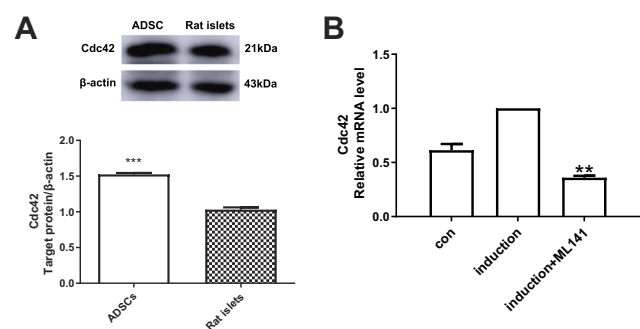 A
ADSC Rat islets
Cdc42 21kDa
β-actin 43kDa
Cdc42
Target protein/β-actin
2.0
1.5
1.0
0.5
0.0
***
ADSCs
Rat islets
B
Cdc42
Relative mRNA level
1.5
1.0
0.5
0.0
**
con
induction
induction+ML141